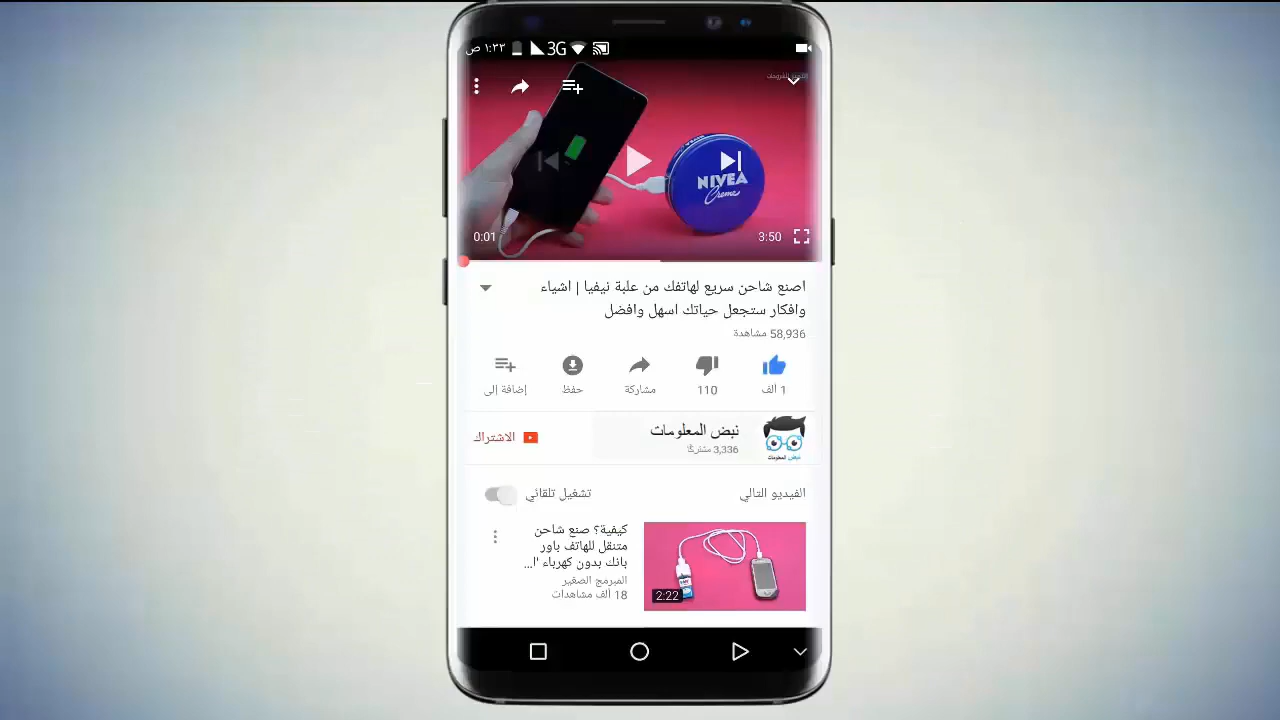 ١:٣٣ ص
3G
NIVEA
Creme
0:01
3:50
اصنع شاحن سريع لهاتفك من علبة نيفيا | اشياء
وافكار ستجعل حياتك اسهل وافضل
58,936 مشاهدة
1 ألف
110
مشاركة
حفظ
إضافة إلى
نبض المعلومات
3,336 مشتركًا
الاشتراك
نبض المعلومات
الفيديو التالي
تشغيل تلقائي
كيفية؟ صنع شاحن
متنقل للهاتف باور
بانك بدون كهرباء 'ا...
المبرمج الصغير
18 ألف مشاهدات
2:22